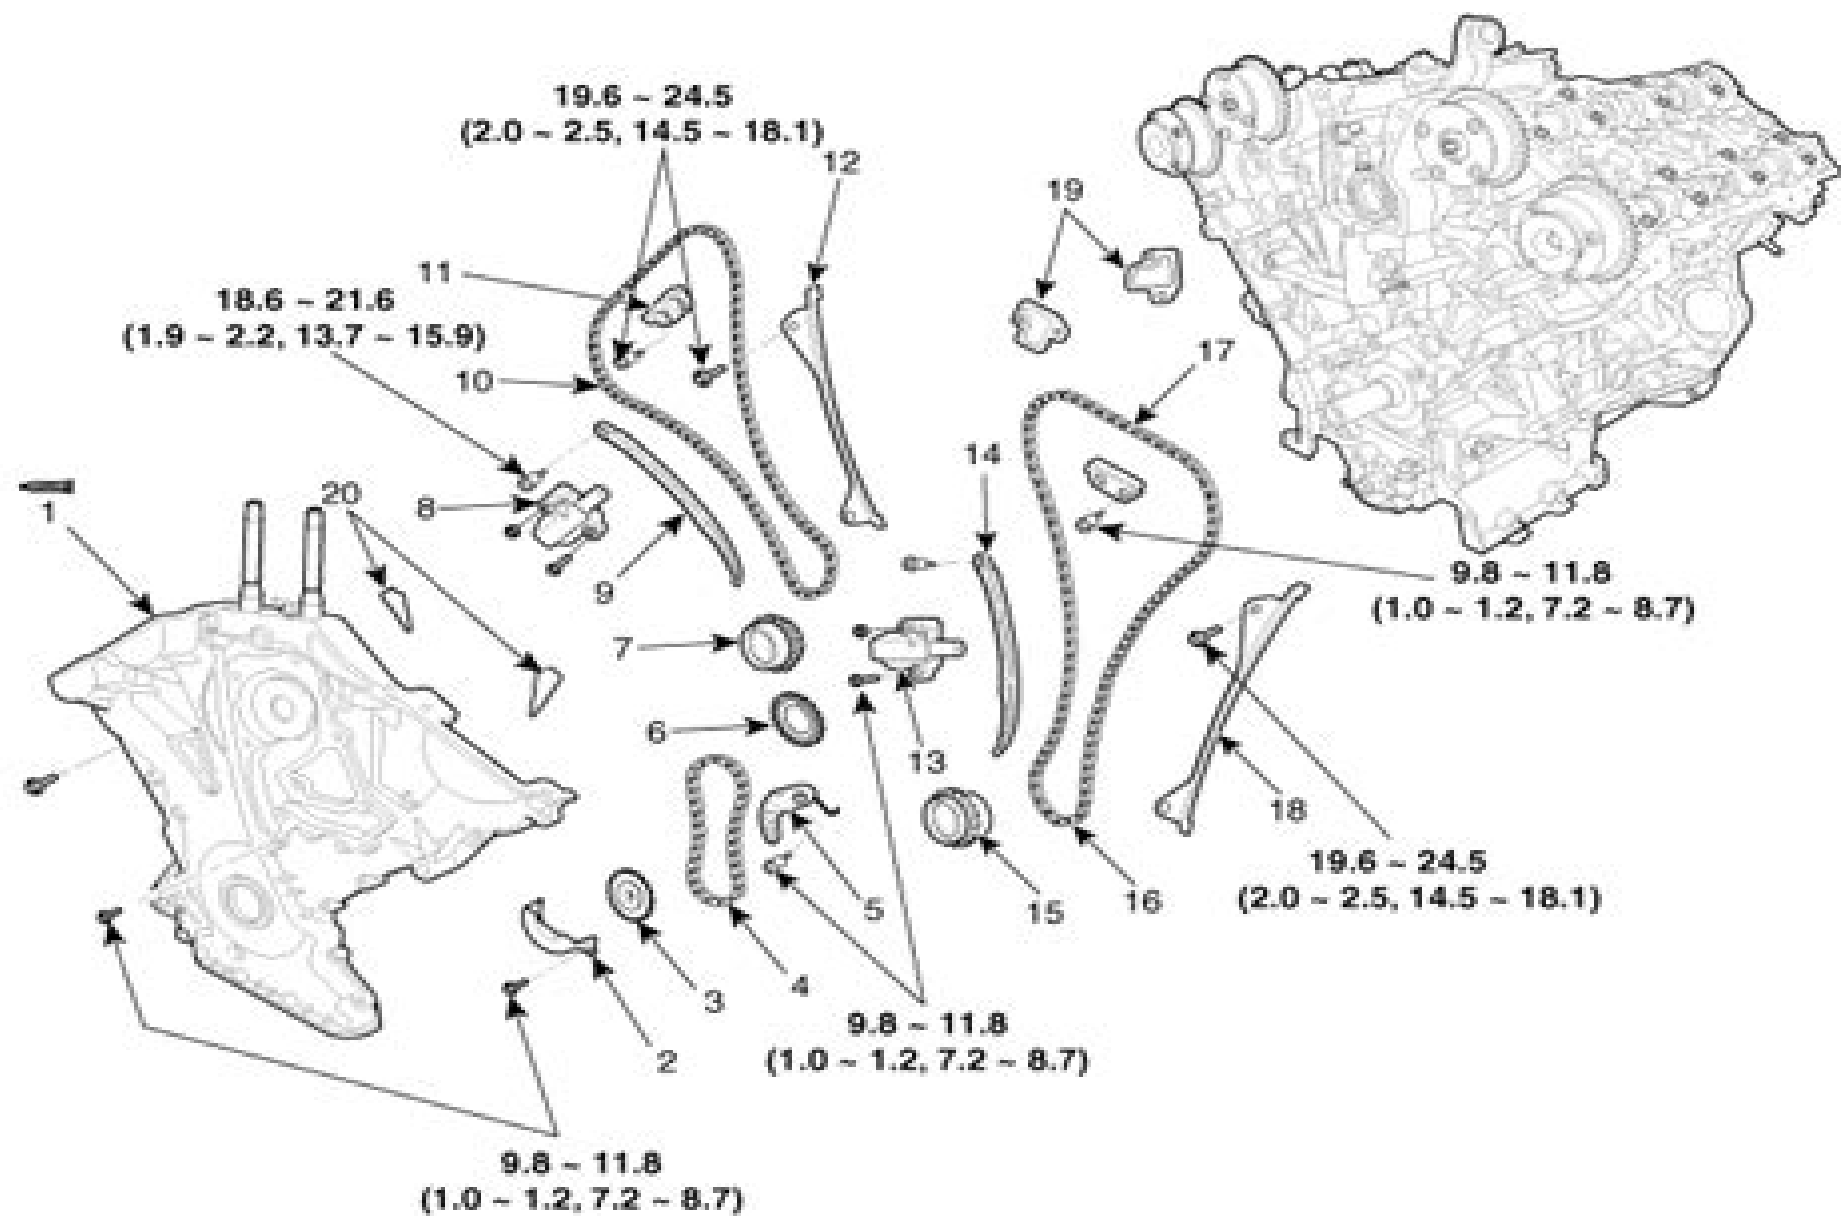 19.6 ~ 24.5
(2.0 ~ 2.5, 14.5 ~ 18.1)
12
19
11
18.6 ~ 21.6
(1.9 ~ 2.2, 13.7 ~ 15.9)
10
17
14
20
1
8
9
9.8 ~ 11.8
(1.0 ~ 1.2, 7.2 ~ 8.7)
7
6
13
18
19.6 ~ 24.5
(2.0 ~ 2.5, 14.5 ~ 18.1)
5
15
16
4
3
2
9.8 ~ 11.8
(1.0 ~ 1.2, 7.2 ~ 8.7)
9.8 ~ 11.8
(1.0 ~ 1.2, 7.2 ~ 8.7)